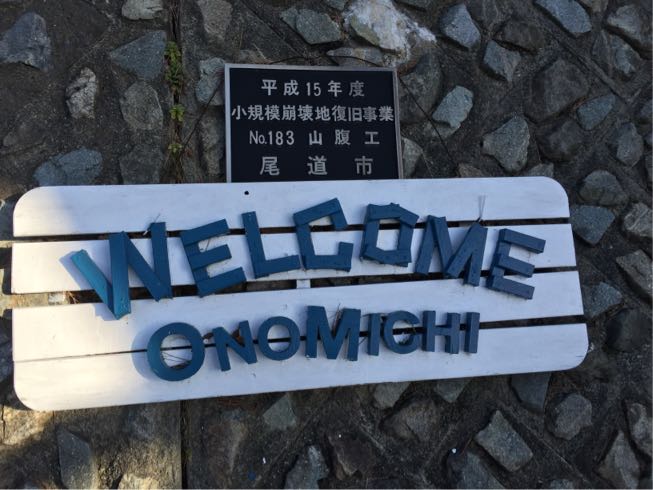 平成15年度
小規模崩壊地復旧事業
No.183 山腹工
尾道市
WELCOME
ONOMICHI